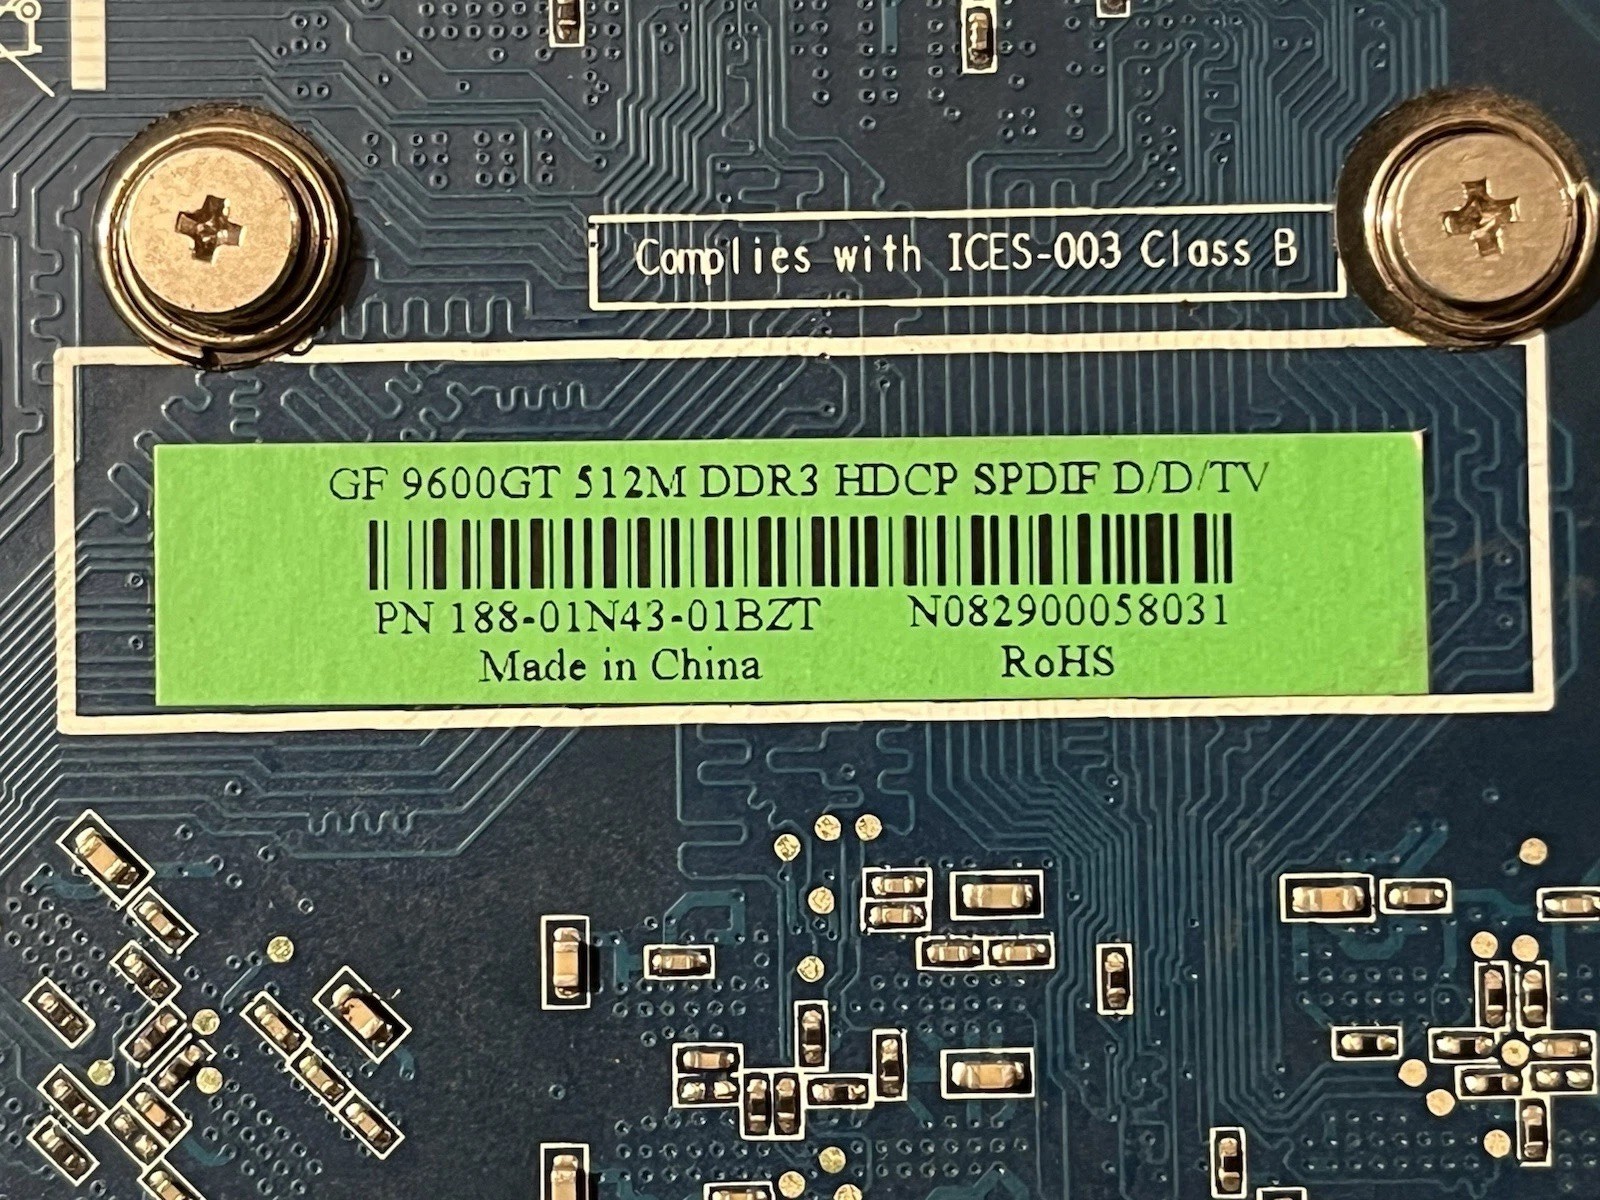 Complies with ICES-003 Class B
GF 9600GT 512M DDR3 HDCP SPDIF D/D/TV
PN 188-01N43-01BZT N082900058031
Made in China RoHS